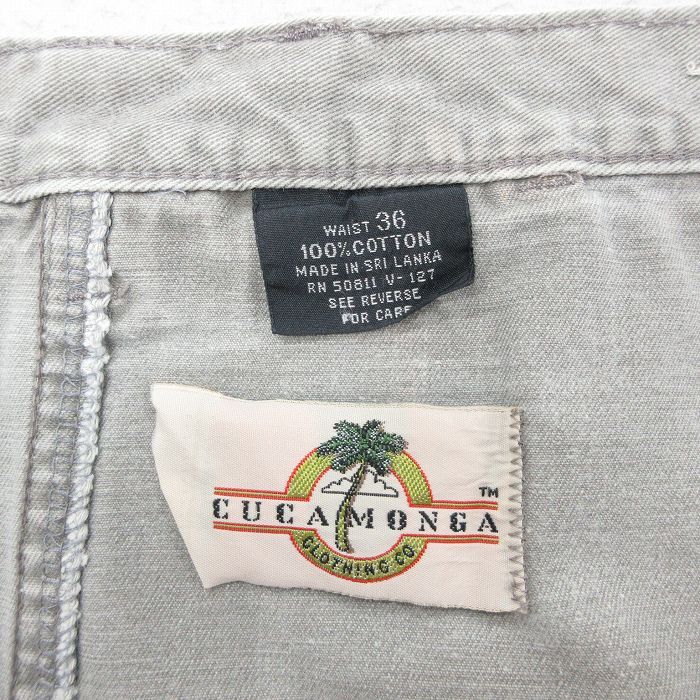 WAIST 36
100% COTTON
MADE IN SRI LANKA
RN 50811 V-127
SEE REVERSE
FOR CARE
TM
CUCAMONGA
CLOTHING CO